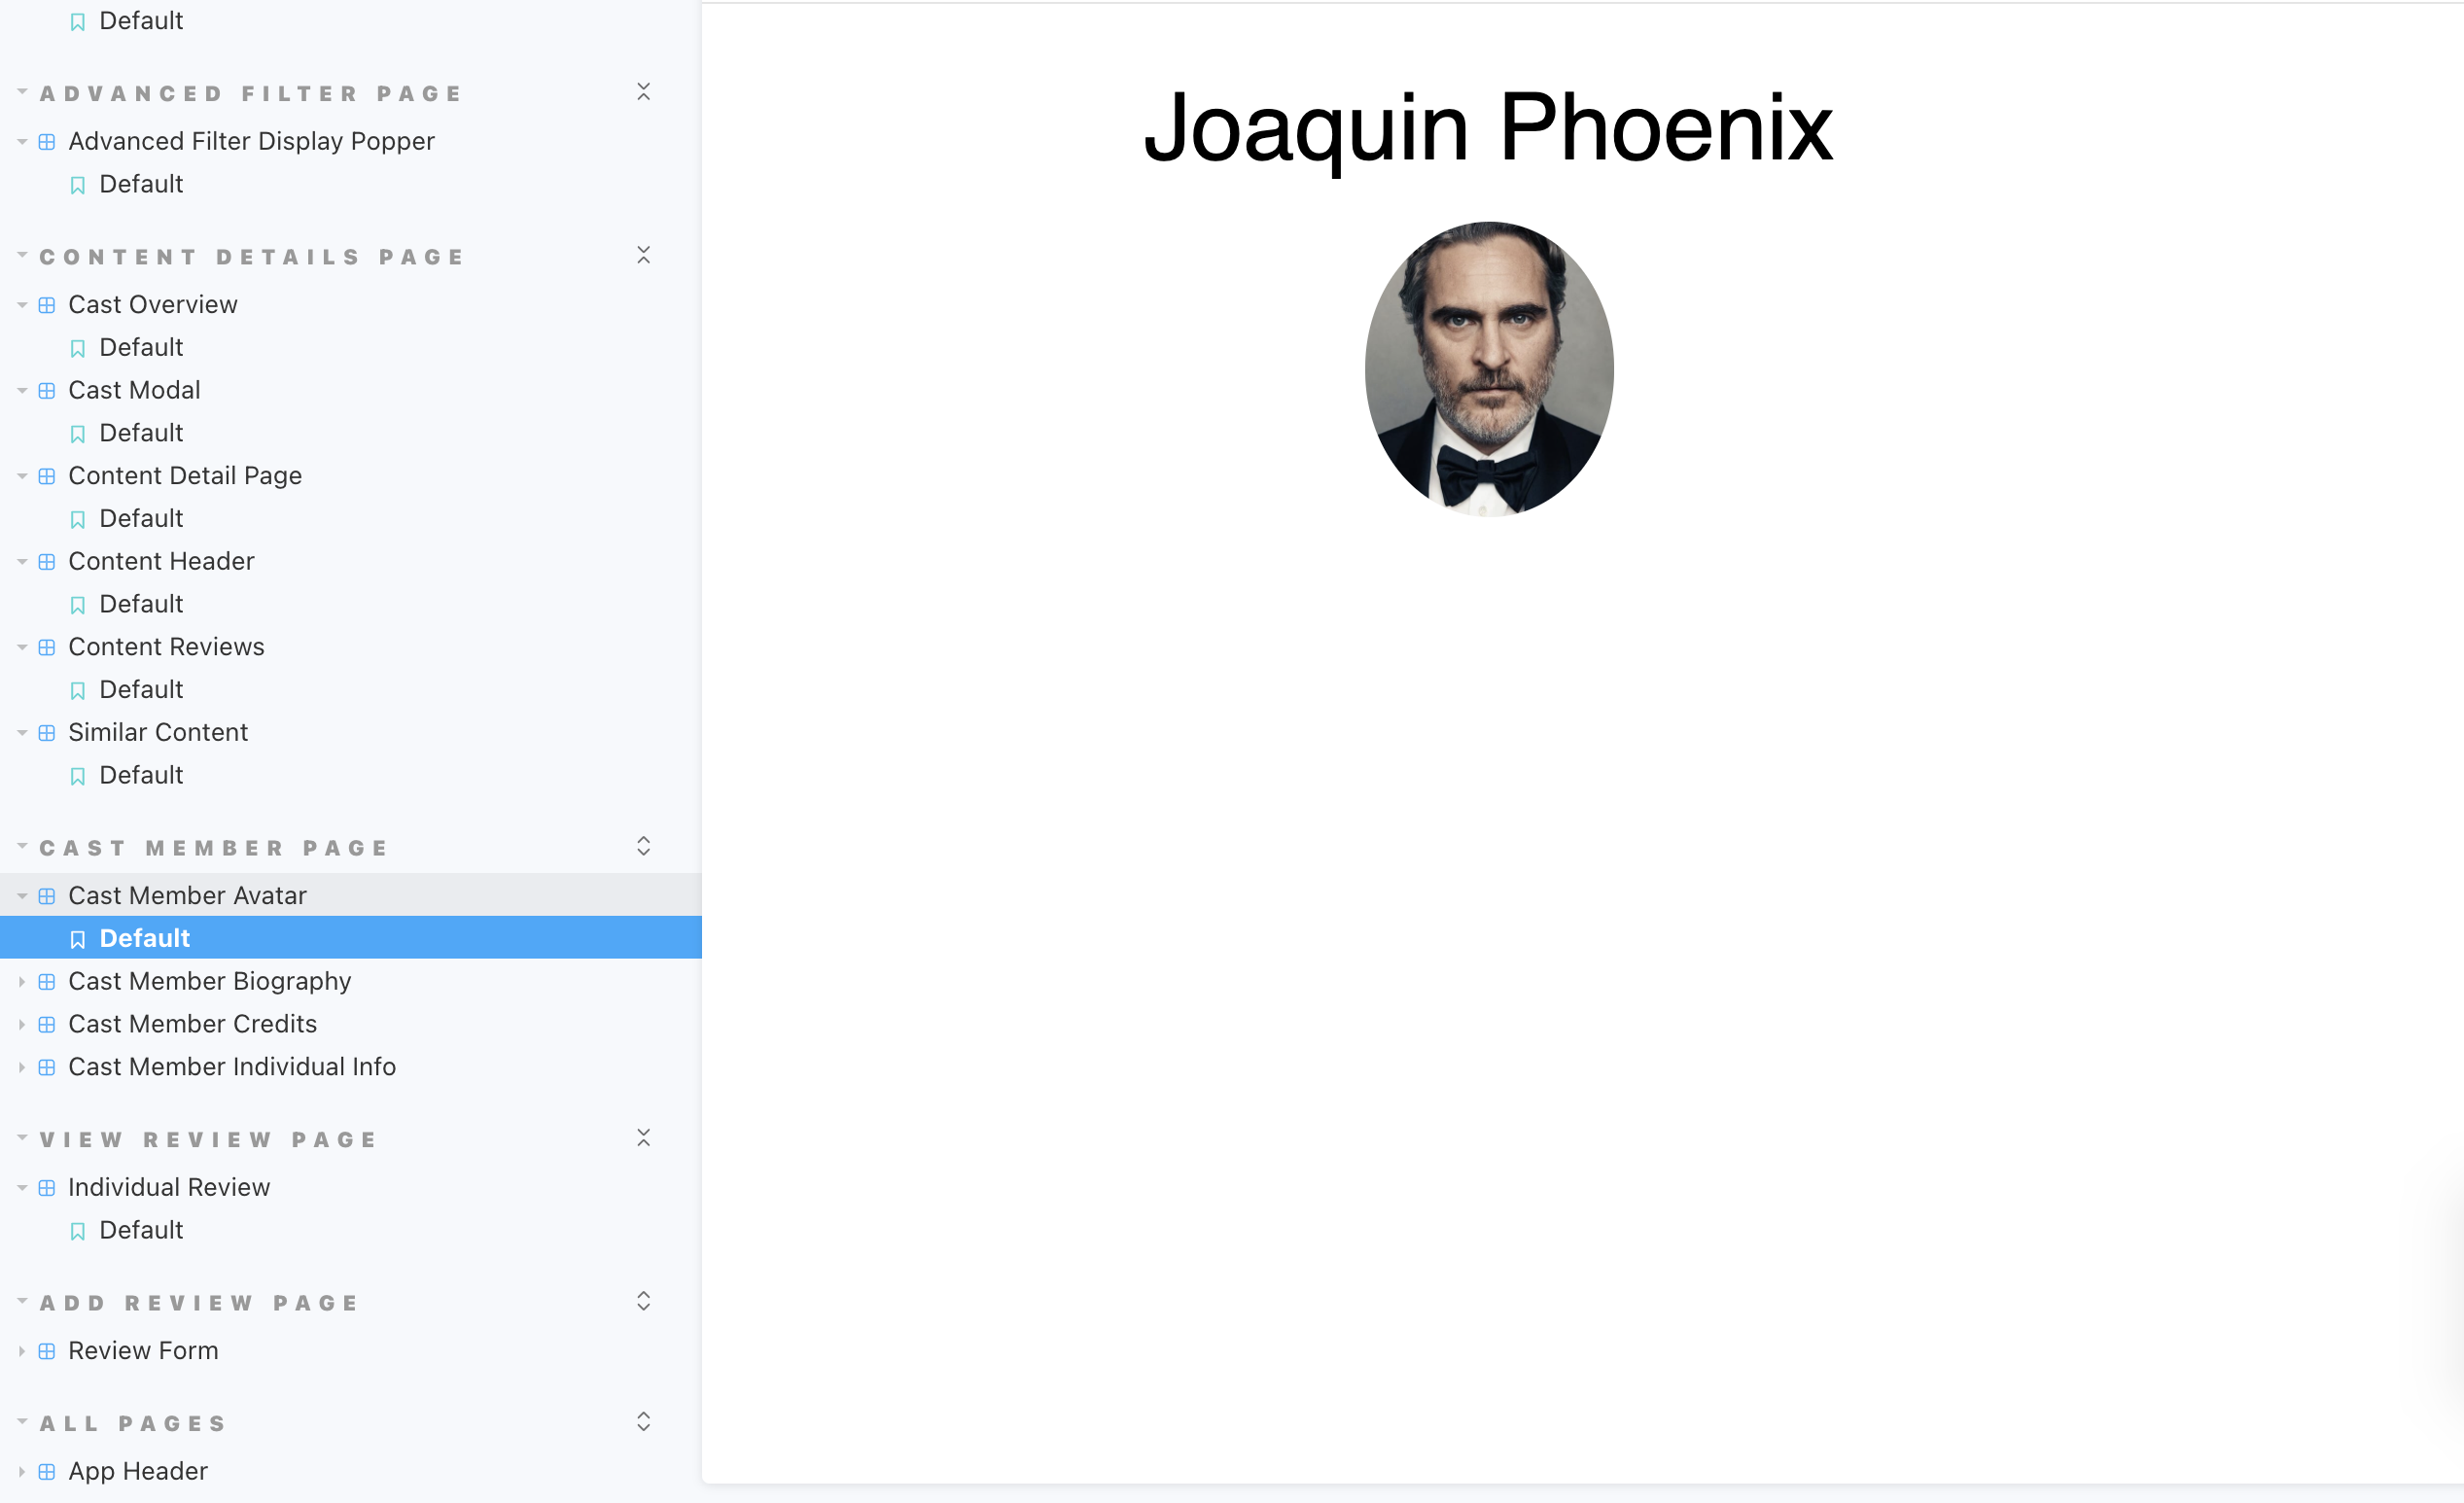 Default
ADVANCED FILTER PAGE
Advanced Filter Display Popper
Default
CONTENT DETAILS PAGE
Cast Overview
Default
Cast Modal
Default
Content Detail Page
Default
Content Header
Default
Content Reviews
Default
Similar Content
Default
CAST MEMBER PAGE
Cast Member Avatar
Default
Cast Member Biography
Cast Member Credits
Cast Member Individual Info
VIEW REVIEW PAGE
Individual Review
Default
ADD REVIEW PAGE
Review Form
ALL PAGES
App Header
Joaquin Phoenix